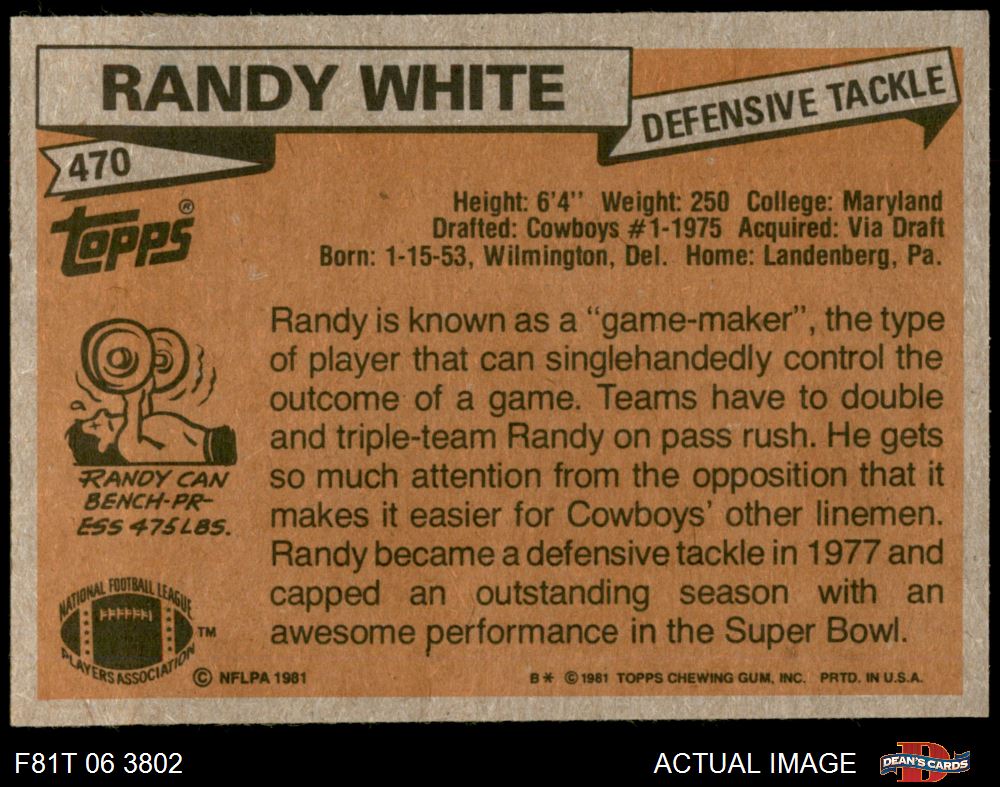 RANDY WHITE
DEFENSIVE TACKLE
470
Topps®
Height: 6'4'' Weight: 250 College: Maryland
Drafted: Cowboys #1-1975 Acquired: Via Draft
Born: 1-15-53, Wilmington, Del. Home: Landenberg, Pa.
Randy is known as a “game-maker”, the type
of player that can singlehandedly control the
outcome of a game. Teams have to double
and triple-team Randy on pass rush. He gets
so much attention from the opposition that it
makes it easier for Cowboys’ other linemen.
Randy became a defensive tackle in 1977 and
capped an outstanding season with an
awesome performance in the Super Bowl.
RANDY CAN
BENCH-PR-
ESS 475 LBS.
NATIONAL FOOTBALL LEAGUE
PLAYERS ASSOCIATION
TM
© NFLPA 1981
B* © 1981 TOPPS CHEWING GUM, INC. PRTD. IN U.S.A.
F81T 06 3802
ACTUAL IMAGE
D
DEAN'S CARDS